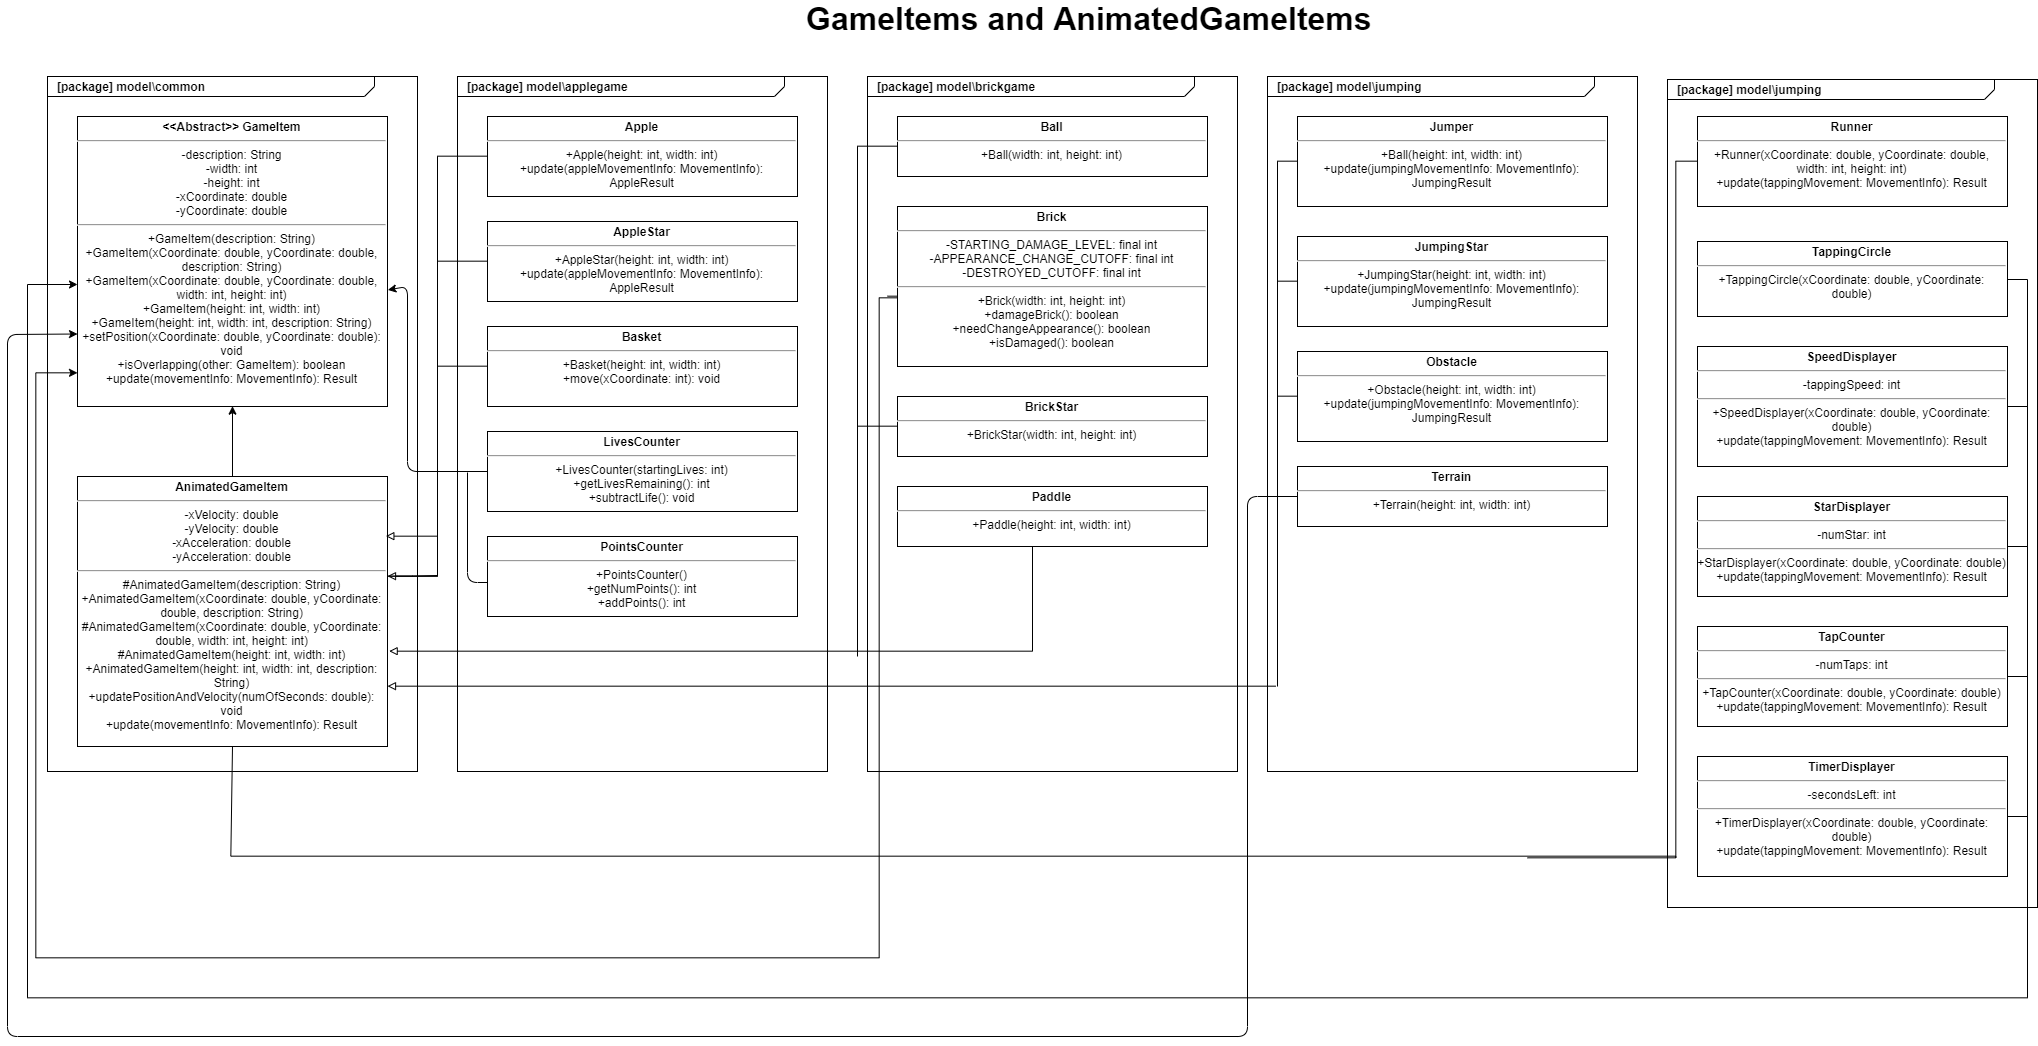 GameItems and AnimatedGameItems
[package] model\common
<<Abstract>> GameItem
-description: String
-width: int
-height: int
-xCoordinate: double
-yCoordinate: double
+GameItem(description: String)
+GameItem(xCoordinate: double, yCoordinate: double,
description: String)
+GameItem(xCoordinate: double, yCoordinate: double,
width: int, height: int)
+GameItem(height: int, width: int)
+GameItem(height: int, width: int, description: String)
+setPosition(xCoordinate: double, yCoordinate: double):
void
+isOverlapping(other: GameItem): boolean
+update(movementInfo: MovementInfo): Result
AnimatedGameItem
-xVelocity: double
-yVelocity: double
-xAcceleration: double
-yAcceleration: double
#AnimatedGameItem(description: String)
+AnimatedGameItem(xCoordinate: double, yCoordinate:
double, description: String)
#AnimatedGameItem(xCoordinate: double, yCoordinate:
double, width: int, height: int)
#AnimatedGameItem(height: int, width: int)
+AnimatedGameItem(height: int, width: int, description:
String)
+updatePositionAndVelocity(numOfSeconds: double):
void
+update(movementInfo: MovementInfo): Result
[package] model\applegame
Apple
+Apple(height: int, width: int)
+update(appleMovementInfo: MovementInfo):
AppleResult
AppleStar
+AppleStar(height: int, width: int)
+update(appleMovementInfo: MovementInfo):
AppleResult
Basket
+Basket(height: int, width: int)
+move(xCoordinate: int): void
LivesCounter
+LivesCounter(startingLives: int)
+getLivesRemaining(): int
+subtractLife(): void
PointsCounter
+PointsCounter()
+getNumPoints(): int
+addPoints(): int
[package] model\brickgame
Ball
+Ball(width: int, height: int)
Brick
-STARTING_DAMAGE_LEVEL: final int
-APPEARANCE_CHANGE_CUTOFF: final int
-DESTROYED_CUTOFF: final int
+Brick(width: int, height: int)
+damageBrick(): boolean
+needChangeAppearance(): boolean
+isDamaged(): boolean
BrickStar
+BrickStar(width: int, height: int)
Paddle
+Paddle(height: int, width: int)
[package] model\jumping
Jumper
+Ball(height: int, width: int)
+update(jumpingMovementInfo: MovementInfo):
JumpingResult
JumpingStar
+JumpingStar(height: int, width: int)
+update(jumpingMovementInfo: MovementInfo):
JumpingResult
Obstacle
+Obstacle(height: int, width: int)
+update(jumpingMovementInfo: MovementInfo):
JumpingResult
Terrain
+Terrain(height: int, width: int)
[package] model\jumping
Runner
+Runner(xCoordinate: double, yCoordinate: double,
width: int, height: int)
+update(tappingMovement: MovementInfo): Result
TappingCircle
+TappingCircle(xCoordinate: double, yCoordinate:
double)
SpeedDisplayer
-tappingSpeed: int
+SpeedDisplayer(xCoordinate: double, yCoordinate:
double)
+update(tappingMovement: MovementInfo): Result
StarDisplayer
-numStar: int
+StarDisplayer(xCoordinate: double, yCoordinate: double)
+update(tappingMovement: MovementInfo): Result
TapCounter
-numTaps: int
+TapCounter(xCoordinate: double, yCoordinate: double)
+update(tappingMovement: MovementInfo): Result
TimerDisplayer
-secondsLeft: int
+TimerDisplayer(xCoordinate: double, yCoordinate:
double)
+update(tappingMovement: MovementInfo): Result